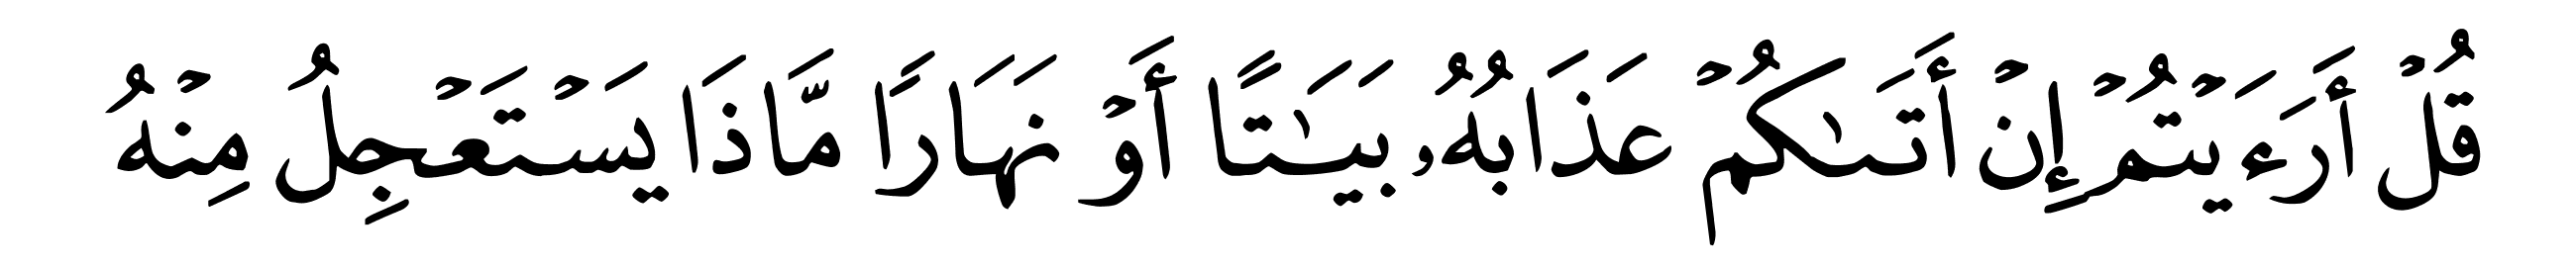 قُلۡ أَرَءَيۡتُمۡ إِنۡ أَتَىٰكُمۡ عَذَابُهُۥ بَيَٰتًا أَوۡ نَهَارًا مَّاذَا يَسۡتَعۡجِلُ مِنۡهُ